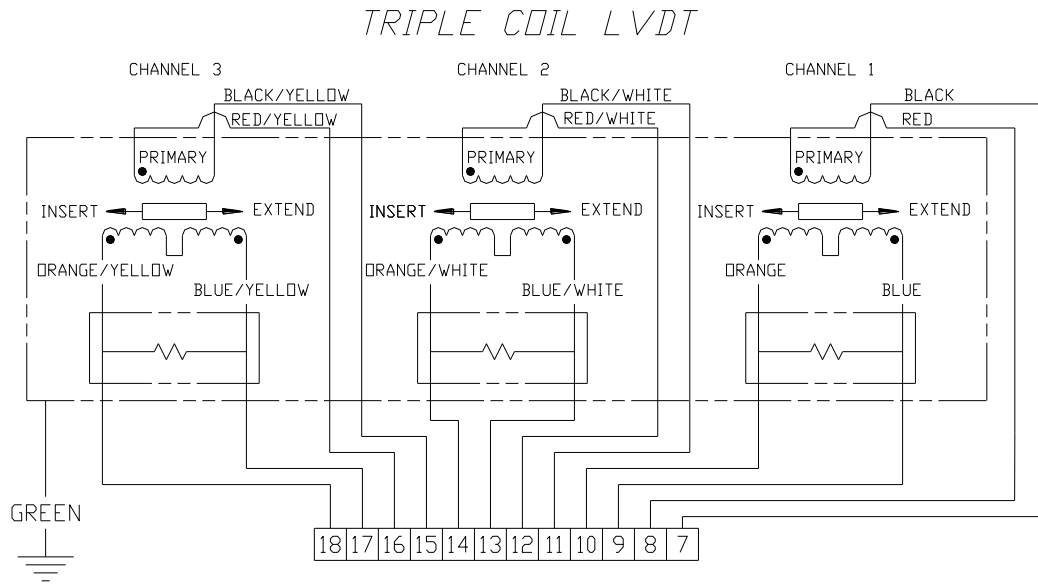 TRIPLE COIL LVDT
CHANNEL 3
CHANNEL 2
CHANNEL 1
BLACK/YELLOW
BLACK/WHITE
BLACK
RED/YELLOW
RED/WHITE
RED
PRIMARY
PRIMARY
PRIMARY
INSERT
EXTEND
INSERT
EXTEND
INSERT
EXTEND
ORANGE/YELLOW
ORANGE/WHITE
ORANGE
BLUE/YELLOW
BLUE/WHITE
BLUE
GREEN
18 17 16 15 14 13 12 11 10 9 8 7